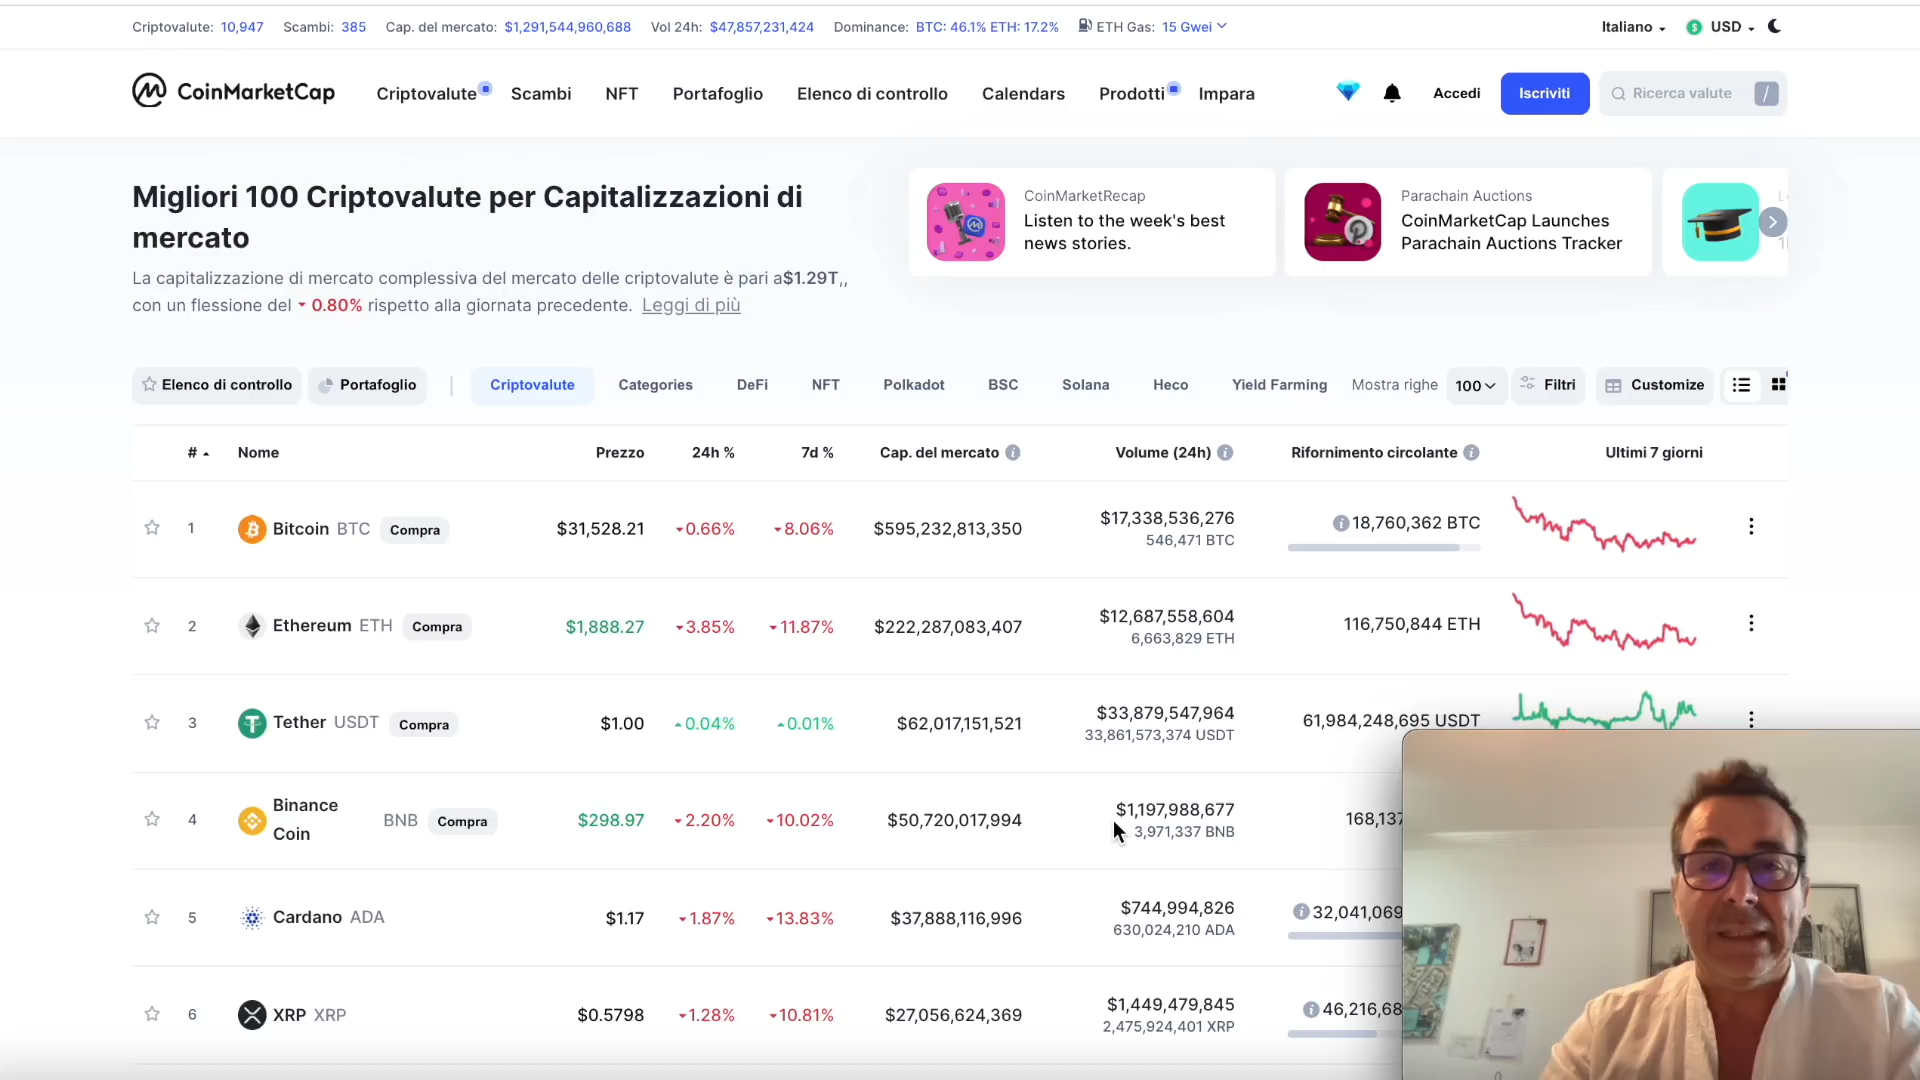 Criptovalute: 10,947 Scambi: 385 Cap. del mercato: $1,291,544,960,688 Vol 24h: $47,857,231,424 Dominance: BTC: 46.1% ETH: 17.2% ETH Gas: 15 Gwei Italiano USD
CoinMarketCap Criptovalute Scambi NFT Portafoglio Elenco di controllo Calendars Prodotti Impara Accedi Iscriviti Ricerca valute /
Migliori 100 Criptovalute per Capitalizzazioni di
mercato
La capitalizzazione di mercato complessiva del mercato delle criptovalute è pari a$1.29T,,
con un flessione del 0.80% rispetto alla giornata precedente. Leggi di più
CoinMarketRecap
Listen to the week's best
news stories.
Parachain Auctions
CoinMarketCap Launches
Parachain Auctions Tracker
Elenco di controllo Portafoglio Criptovalute Categories DeFi NFT Polkadot BSC Solana Heco Yield Farming Mostra righe 100 Filtri Customize
# Nome Prezzo 24h % 7d % Cap. del mercato Volume (24h) Rifornimento circolante Ultimi 7 giorni
1 Bitcoin BTC Compra $31,528.21 0.66% 8.06% $595,232,813,350 $17,338,536,276 18,760,362 BTC
546,471 BTC
2 Ethereum ETH Compra $1,888.27 3.85% 11.87% $222,287,083,407 $12,687,558,604 116,750,844 ETH
6,663,829 ETH
3 Tether USDT Compra $1.00 0.04% 0.01% $62,017,151,521 $33,879,547,964 61,984,248,695 USDT
33,861,573,374 USDT
4 Binance Coin BNB Compra $298.97 2.20% 10.02% $50,720,017,994 $1,197,988,677 168,137
3,971,337 BNB
5 Cardano ADA $1.17 1.87% 13.83% $37,888,116,996 $744,994,826 32,041,069
630,024,210 ADA
6 XRP XRP $0.5798 1.28% 10.81% $27,056,624,369 $1,449,479,845 46,216,68
2,475,924,401 XRP